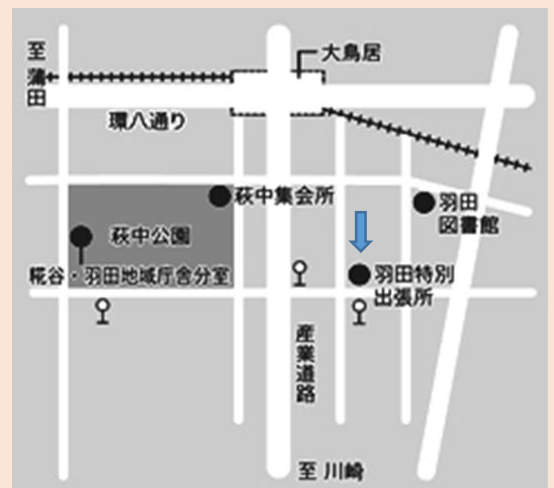 至
蒲
田
大鳥居
環八通り
萩中集会所
羽田
図書館
萩中公園
糀谷・羽田地域庁舎分室
羽田特別
出張所
産業道路
至 川崎